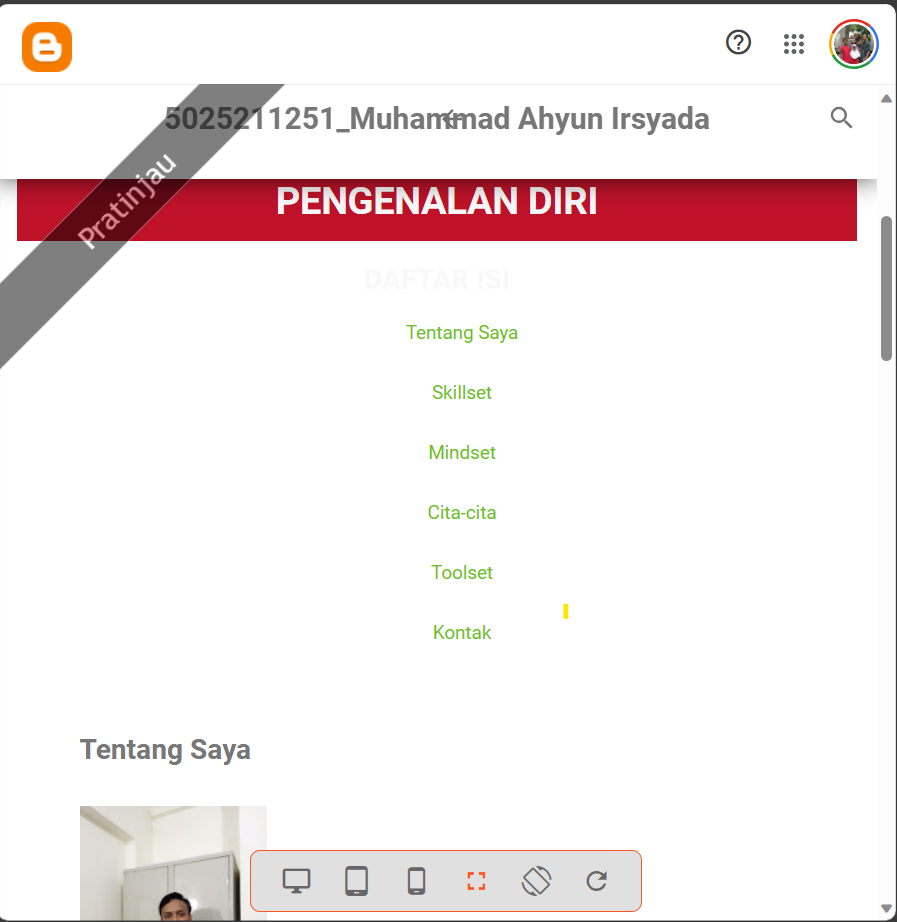 5025211251_Muhammad Ahyun Irsyada
Pratinjau
PENGENALAN DIRI
DAFTAR ISI
Tentang Saya
Skillset
Mindset
Cita-cita
Toolset
Kontak
Tentang Saya